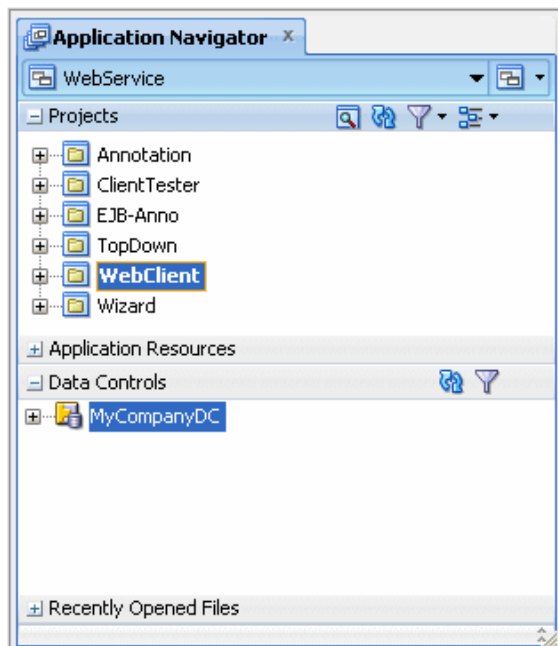 Application Navigator x
WebService
Projects
Annotation
ClientTester
EJB-Anno
TopDown
WebClient
Wizard
Application Resources
Data Controls
MyCompanyDC
Recently Opened Files